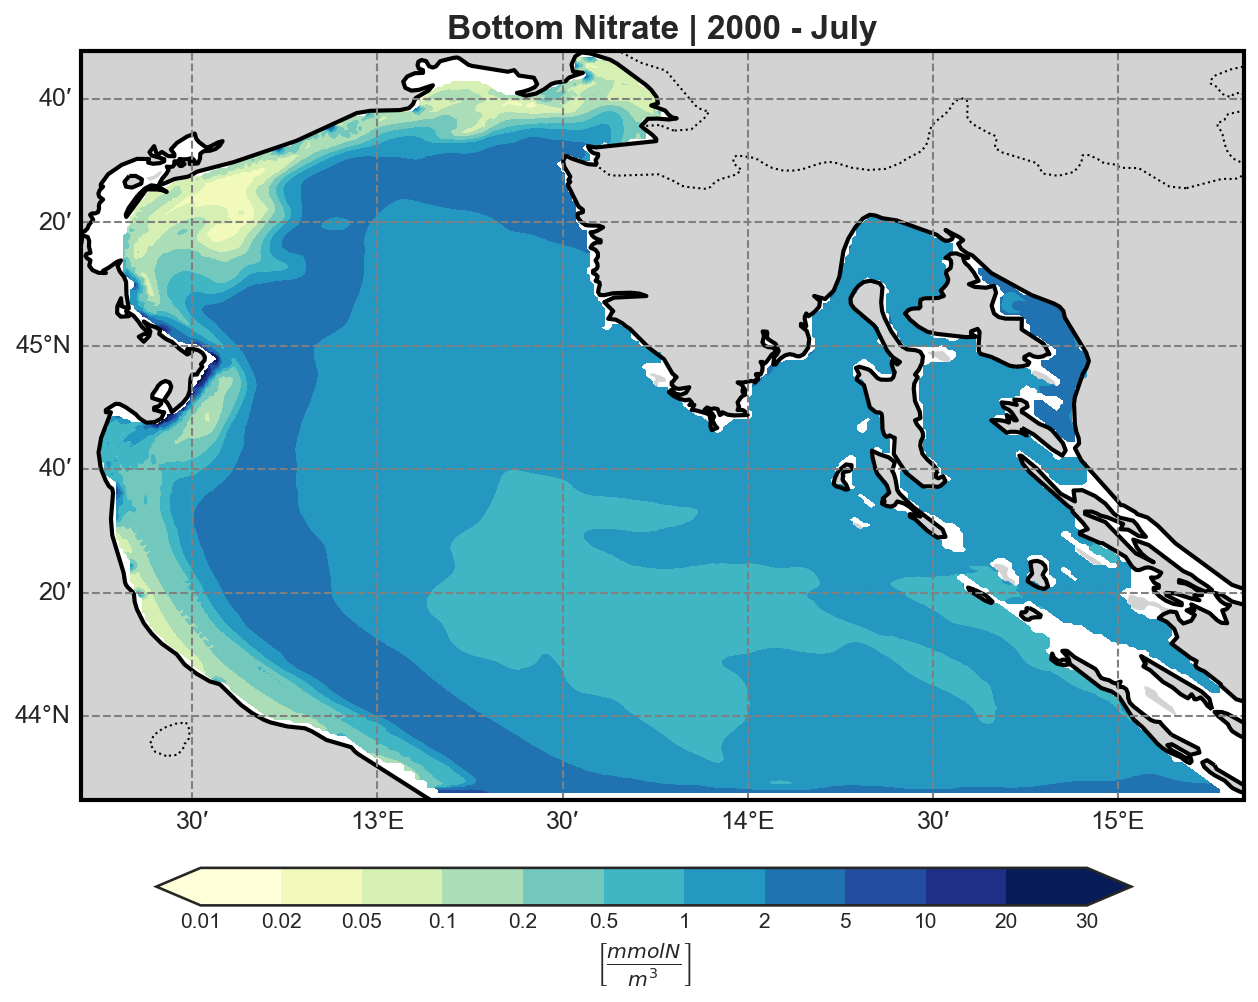 Bottom Nitrate | 2000 - July
40′
20′
45°N
40′
20′
44°N
30′ 13°E 30′ 14°E 30′ 15°E
0.01 0.02 0.05 0.1 0.2 0.5 1 2 5 10 20 30
[mmolN
m³]